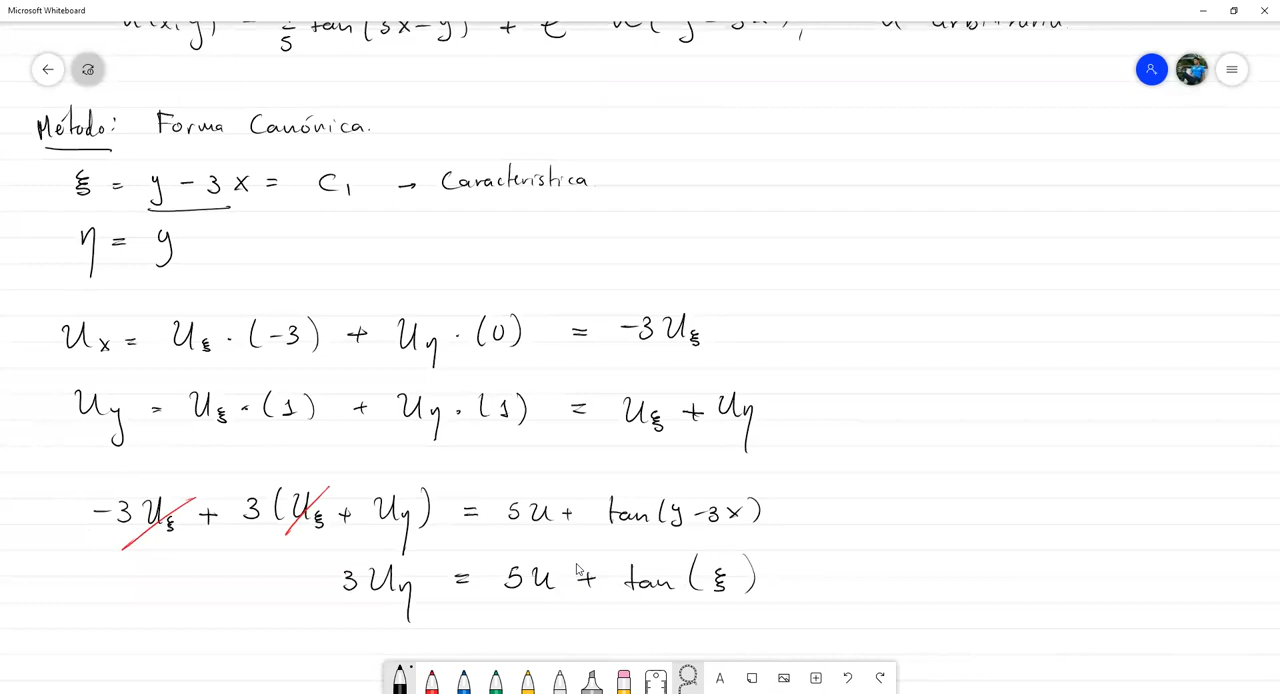 Microsoft Whiteboard
Método: Forma Canónica.
ξ = y - 3x = C₁ → Característica
η = y
Uₓ = U_ξ · (-3) + U_η · (0) = -3U_ξ
U_y = U_ξ · (1) + U_η · (1) = U_ξ + U_η
-3U_ξ + 3(U_ξ + U_η) = 5U + tan(y - 3x)
3U_η = 5U + tan(ξ)